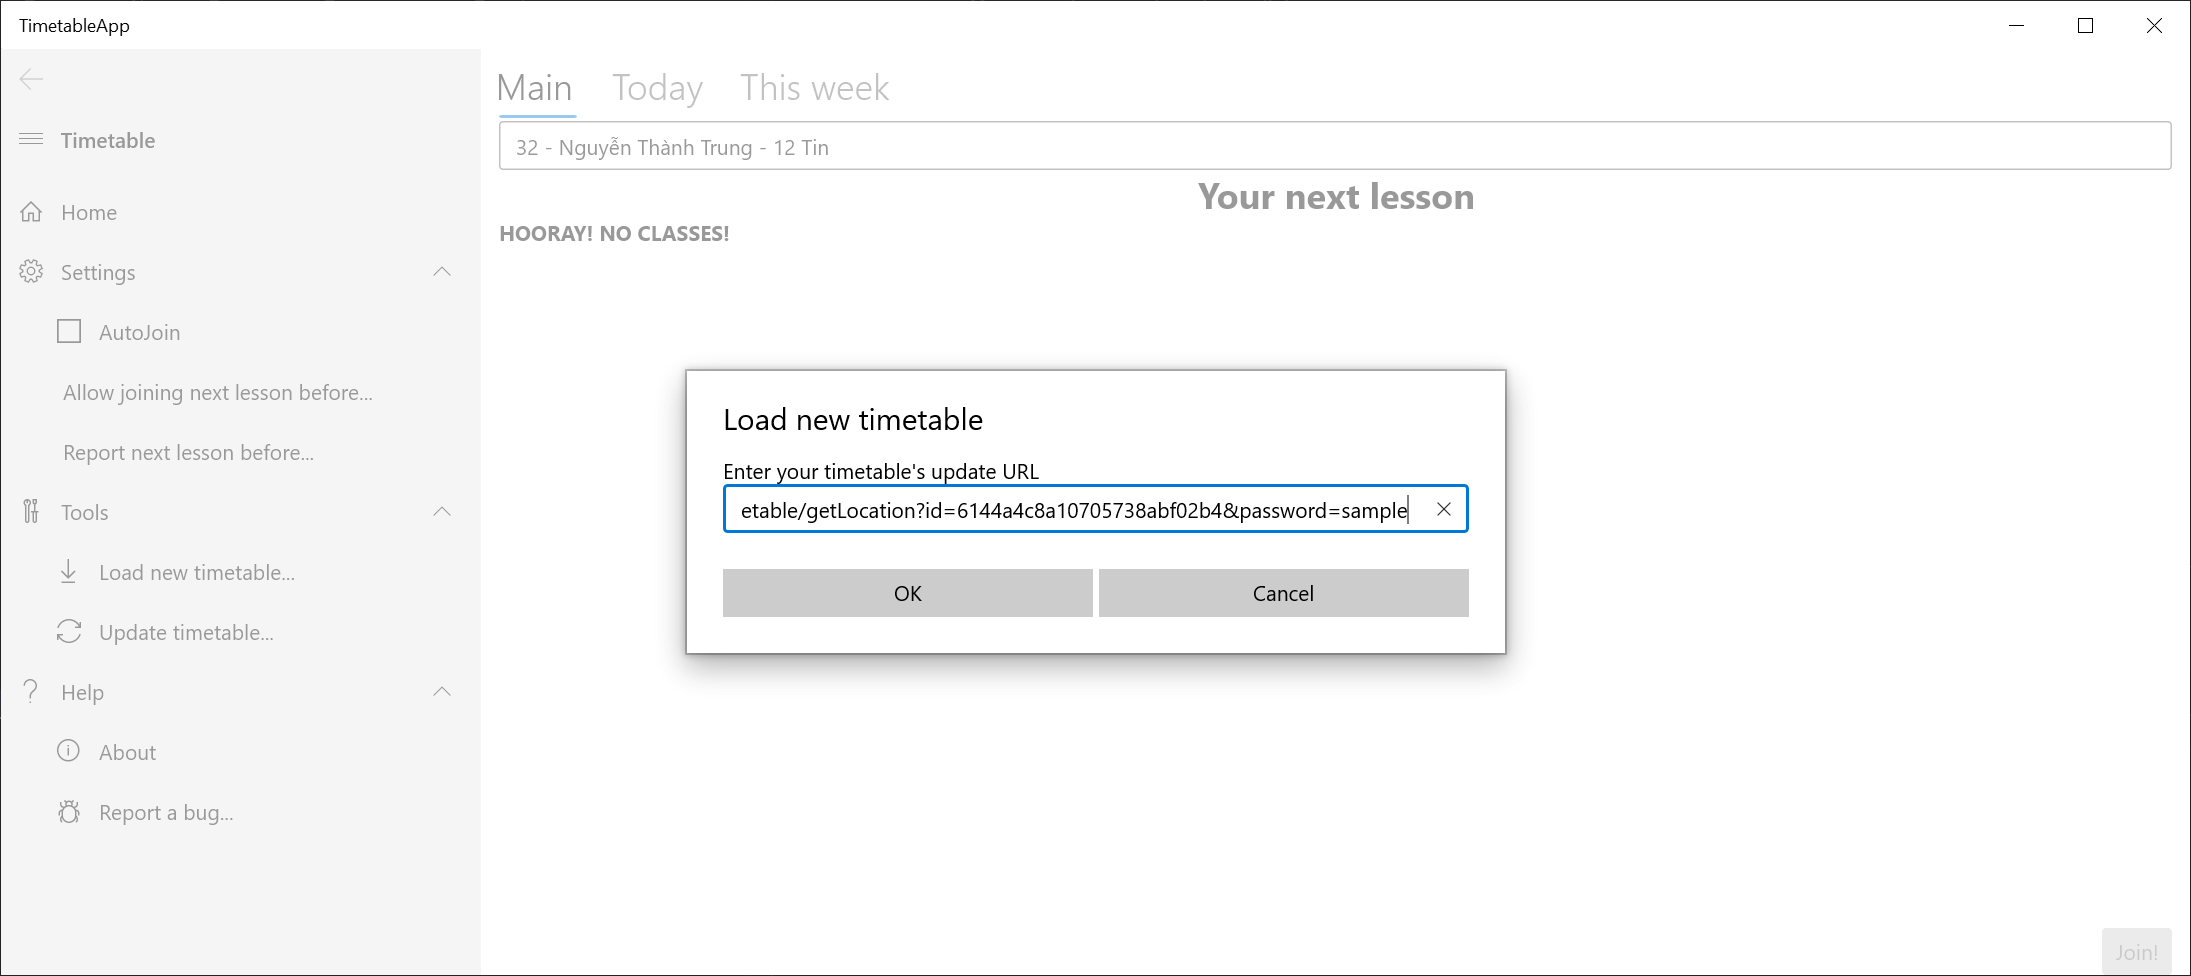 TimetableApp
Timetable
Home
Settings
AutoJoin
Allow joining next lesson before...
Report next lesson before...
Tools
Load new timetable...
Update timetable...
Help
About
Report a bug...
Main Today This week
32 - Nguyễn Thành Trung - 12 Tin
Your next lesson
HOORAY! NO CLASSES!
Load new timetable
Enter your timetable's update URL
etable/getLocation?id=6144a4c8a10705738abf02b4&password=sample
OK Cancel
Join!